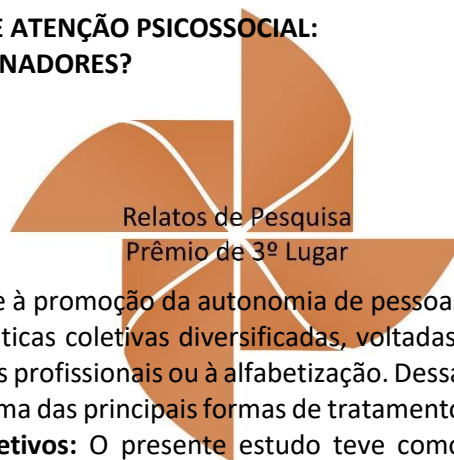 E ATENÇÃO PSICOSSOCIAL:
NADORES?
Relatos de Pesquisa
Prêmio de 3º Lugar
e à promoção da autonomia de pessoas
ticas coletivas diversificadas, voltadas
s profissionais ou à alfabetização. Dessa
ma das principais formas de tratamento
etivos: O presente estudo teve como